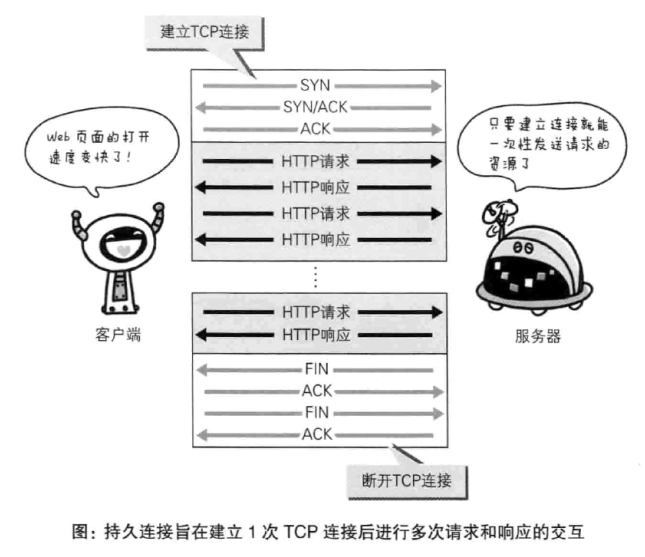 建立TCP连接
SYN
SYN/ACK
ACK
Web 页面的打开
速度变快了!
只要建立连接就能
一次性发送请求的
资源了
HTTP请求
HTTP响应
HTTP请求
HTTP响应
HTTP请求
HTTP响应
客户端
服务器
FIN
ACK
FIN
ACK
断开TCP连接
图：持久连接旨在建立 1 次 TCP 连接后进行多次请求和响应的交互